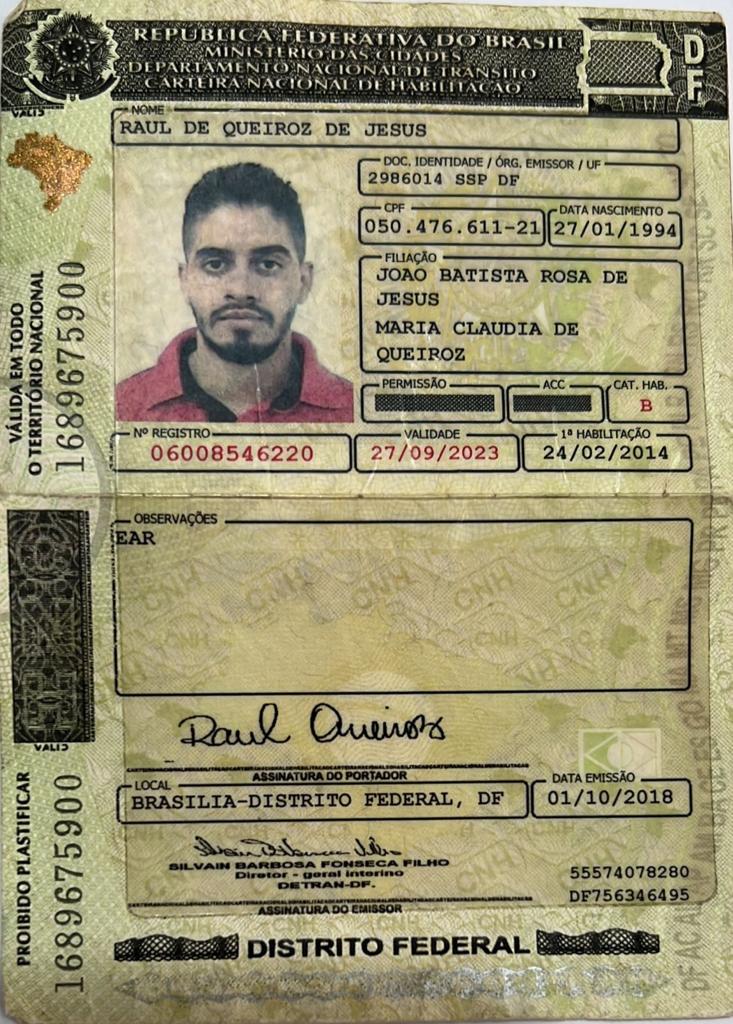 REPÚBLICA FEDERATIVA DO BRASIL
MINISTÉRIO DAS CIDADES
DEPARTAMENTO NACIONAL DE TRÂNSITO
CARTEIRA NACIONAL DE HABILITAÇÃO
DF
NOME
RAUL DE QUEIROZ DE JESUS
DOC. IDENTIDADE / ÓRG. EMISSOR / UF
2986014 SSP DF
CPF
050.476.611-21
DATA NASCIMENTO
27/01/1994
FILIAÇÃO
JOAO BATISTA ROSA DE
JESUS
MARIA CLAUDIA DE
QUEIROZ
PERMISSÃO
ACC
CAT. HAB.
B
Nº REGISTRO
06008546220
VALIDADE
27/09/2023
1ª HABILITAÇÃO
24/02/2014
VÁLIDA EM TODO
O TERRITÓRIO NACIONAL
1689675900
OBSERVAÇÕES
EAR
Raul Queiroz
ASSINATURA DO PORTADOR
LOCAL
BRASILIA-DISTRITO FEDERAL, DF
DATA EMISSÃO
01/10/2018
SILVAIN BARBOSA FONSECA FILHO
Diretor - geral interino
DETRAN-DF.
55574078280
DF756346495
ASSINATURA DO EMISSOR
PROIBIDO PLASTIFICAR
1689675900
DISTRITO FEDERAL